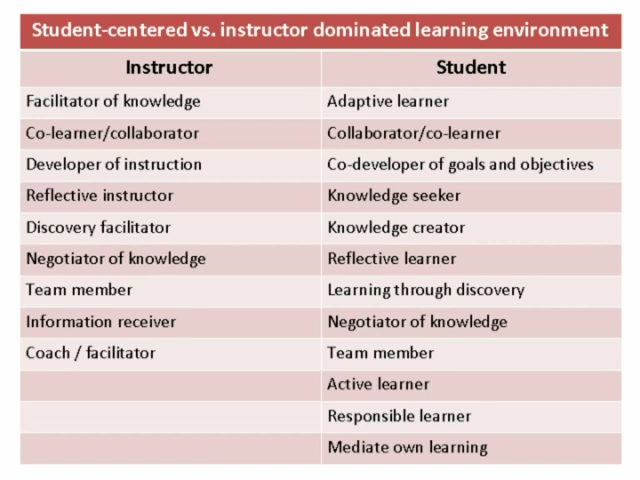 Student-centered vs. instructor dominated learning environment
Instructor Student
Facilitator of knowledge Adaptive learner
Co-learner/collaborator Collaborator/co-learner
Developer of instruction Co-developer of goals and objectives
Reflective instructor Knowledge seeker
Discovery facilitator Knowledge creator
Negotiator of knowledge Reflective learner
Team member Learning through discovery
Information receiver Negotiator of knowledge
Coach / facilitator Team member
Active learner
Responsible learner
Mediate own learning